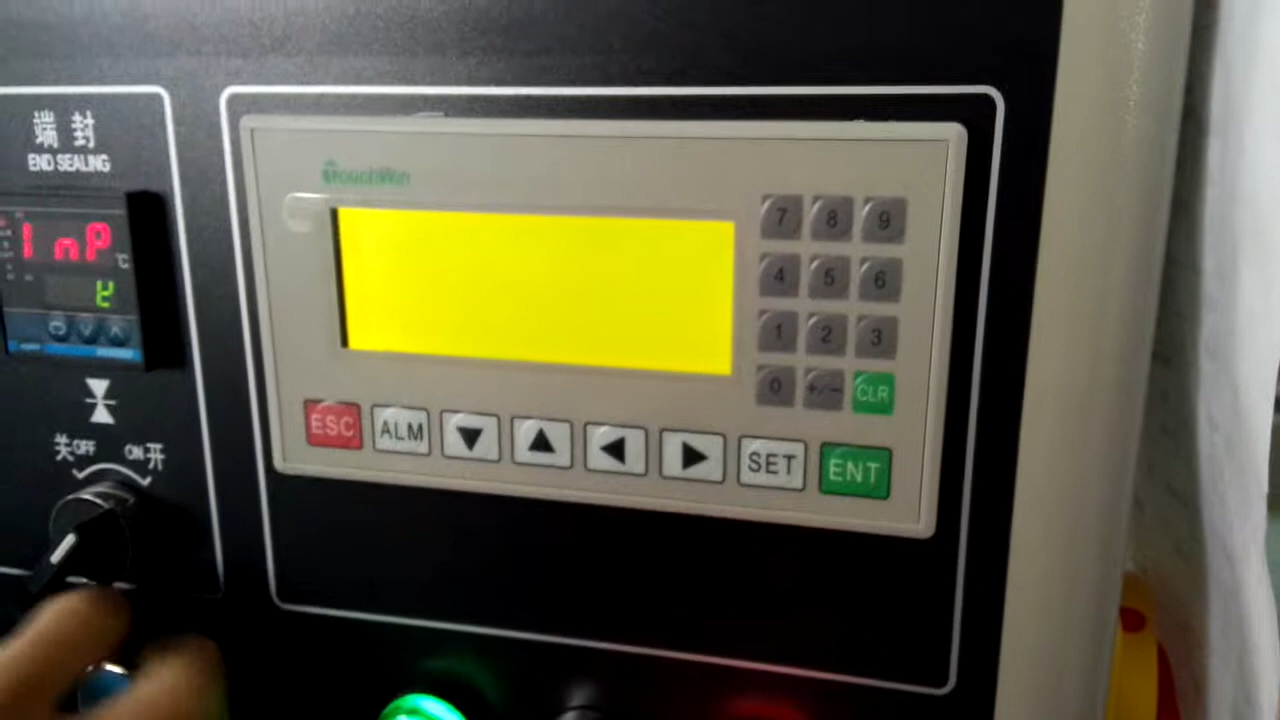 端封
END SEALING
InP
℃
关OFF ON开
TouchWin
7 8 9
4 5 6
1 2 3
0 +/- CLR
ESC ALM SET ENT